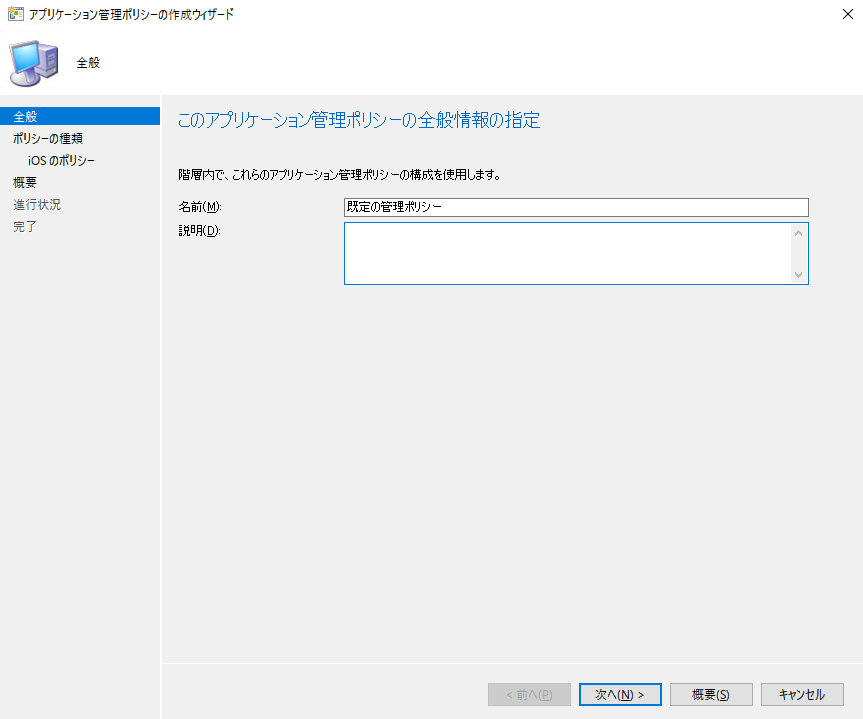 アプリケーション管理ポリシーの作成ウィザード
全般
全般
ポリシーの種類
iOS のポリシー
概要
進行状況
完了
このアプリケーション管理ポリシーの全般情報の指定
階層内で、これらのアプリケーション管理ポリシーの構成を使用します。
名前(M): 既定の管理ポリシー
説明(D):
< 前へ(P) 次へ(N) > 概要(S) キャンセル